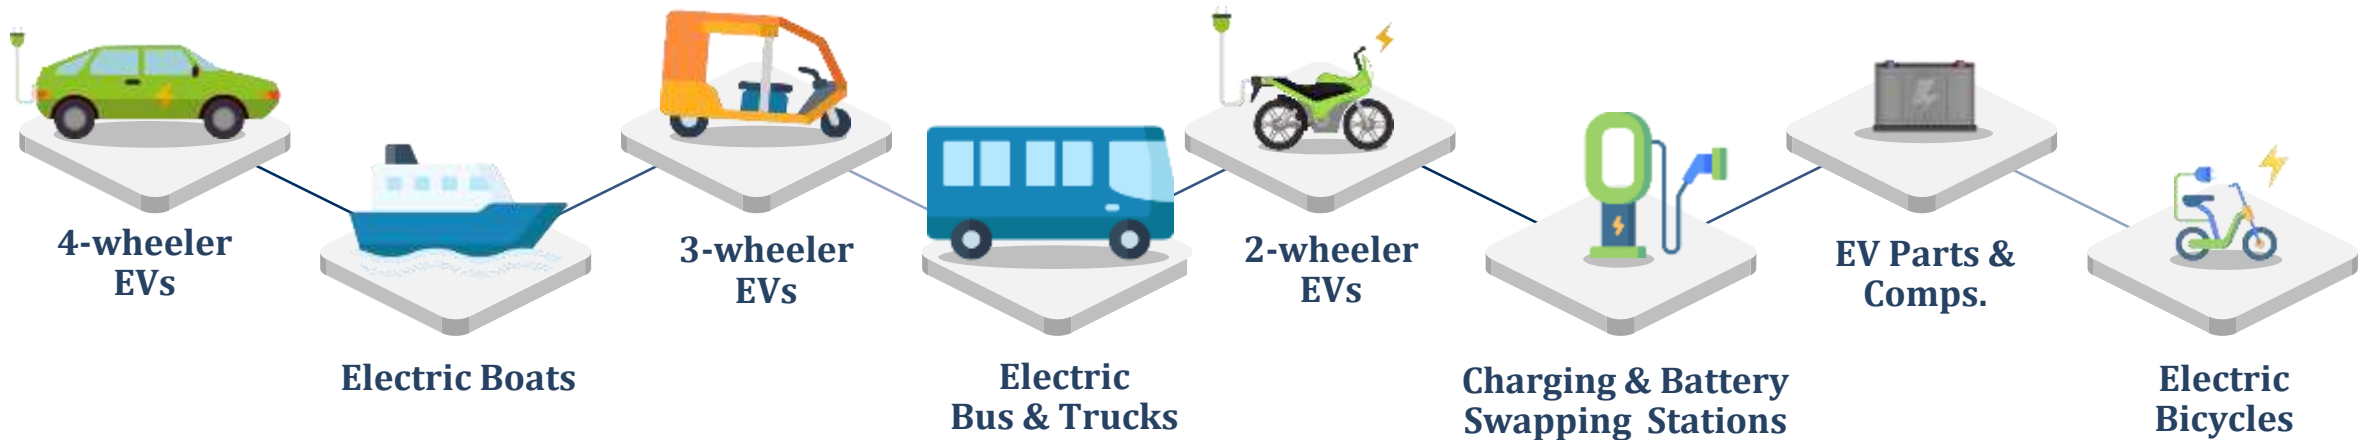 4-wheeler
EVs
Electric Boats
3-wheeler
EVs
Electric
Bus & Trucks
2-wheeler
EVs
Charging & Battery
Swapping Stations
EV Parts &
Comps.
Electric
Bicycles